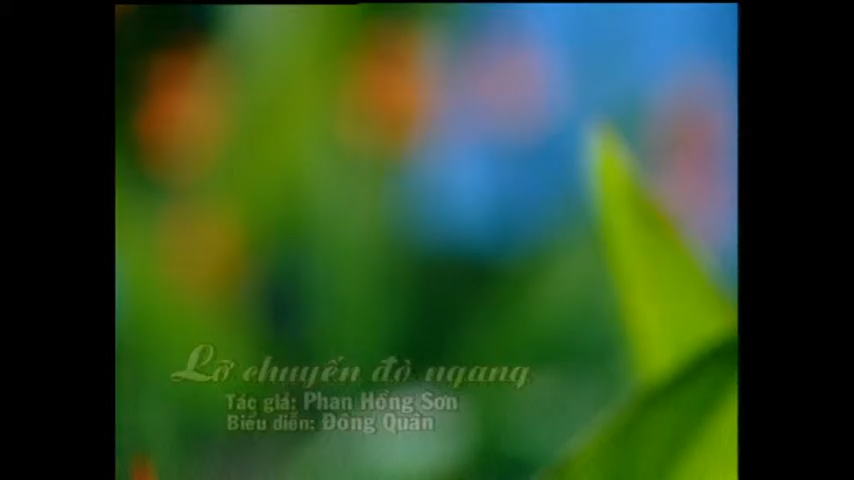 Lỡ chuyến đò ngang
Tác giả: Phan Hồng Sơn
Biểu diễn: Đông Quân